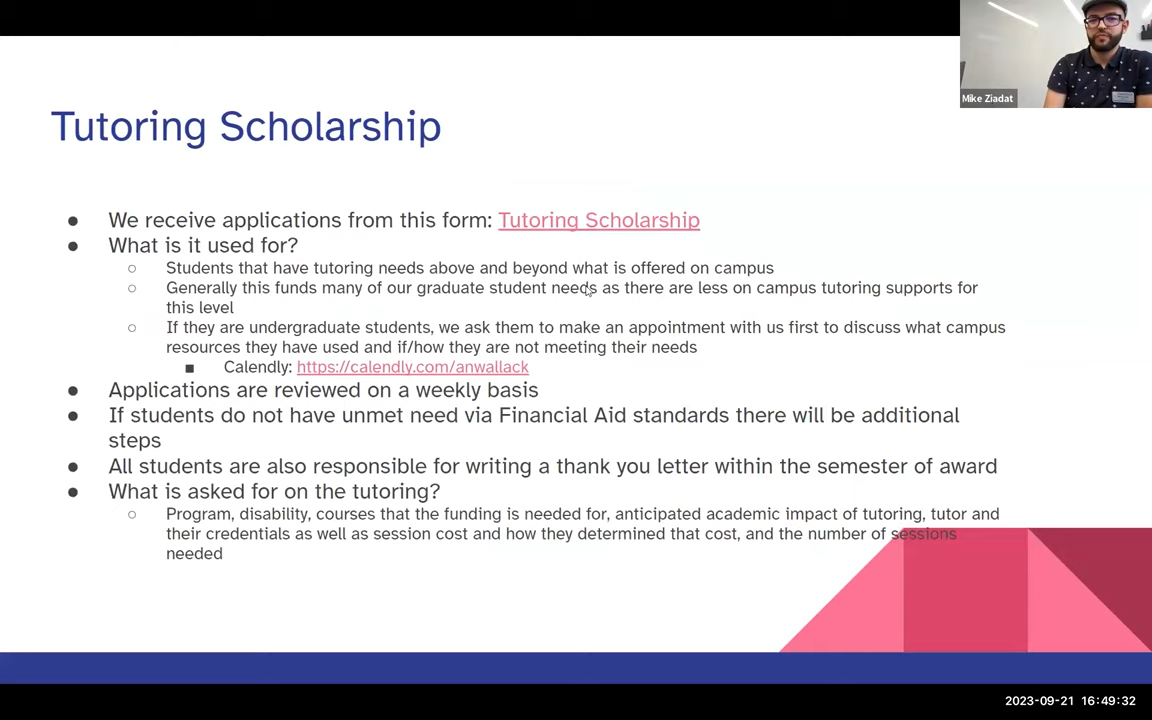 Mike Ziadat
Tutoring Scholarship
● We receive applications from this form: Tutoring Scholarship
● What is it used for?
○ Students that have tutoring needs above and beyond what is offered on campus
○ Generally this funds many of our graduate student needs as there are less on campus tutoring supports for
this level
○ If they are undergraduate students, we ask them to make an appointment with us first to discuss what campus
resources they have used and if/how they are not meeting their needs
■ Calendly: https://calendly.com/anwallack
● Applications are reviewed on a weekly basis
● If students do not have unmet need via Financial Aid standards there will be additional
steps
● All students are also responsible for writing a thank you letter within the semester of award
● What is asked for on the tutoring?
○ Program, disability, courses that the funding is needed for, anticipated academic impact of tutoring, tutor and
their credentials as well as session cost and how they determined that cost, and the number of sessions
needed
2023-09-21 16:49:32